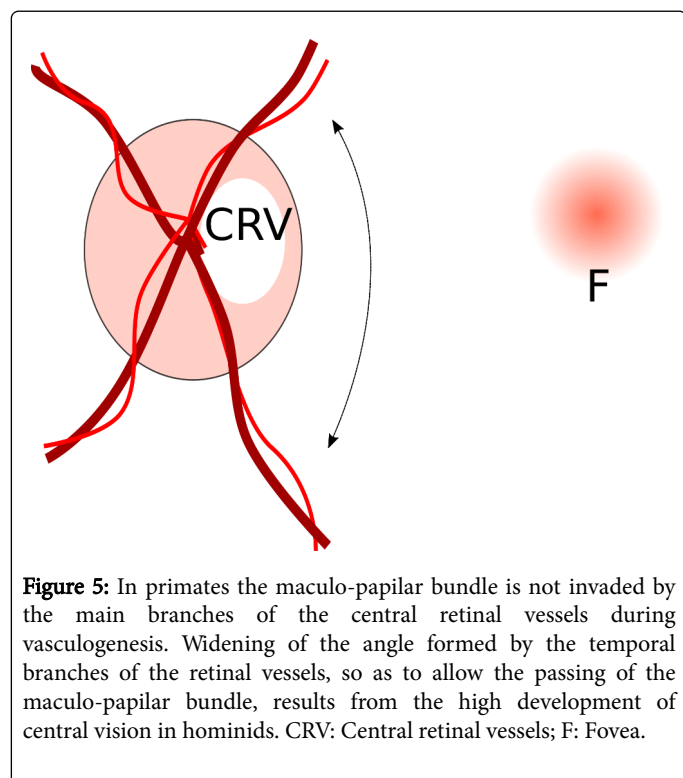 CRV
F
Figure 5: In primates the maculo-papilar bundle is not invaded by
the main branches of the central retinal vessels during
vasculogenesis. Widening of the angle formed by the temporal
branches of the retinal vessels, so as to allow the passing of the
maculo-papilar bundle, results from the high development of
central vision in hominids. CRV: Central retinal vessels; F: Fovea.